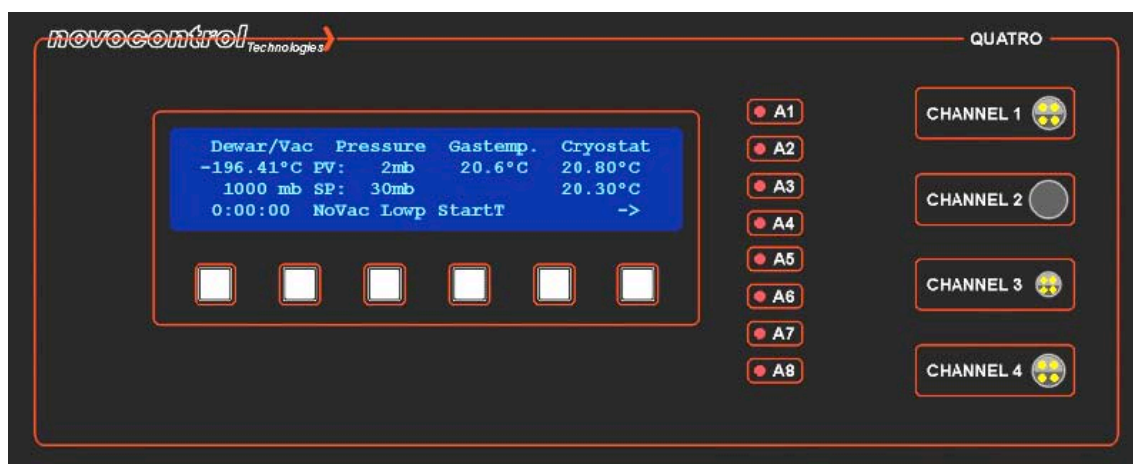 novocontrol Technologies
QUATRO
Dewar/Vac Pressure Gastemp. Cryostat
-196.41°C PV: 2mb 20.6°C 20.80°C
1000 mb SP: 30mb 20.30°C
0:00:00 NoVac Lowp StartT ->
A1
A2
A3
A4
A5
A6
A7
A8
CHANNEL 1
CHANNEL 2
CHANNEL 3
CHANNEL 4